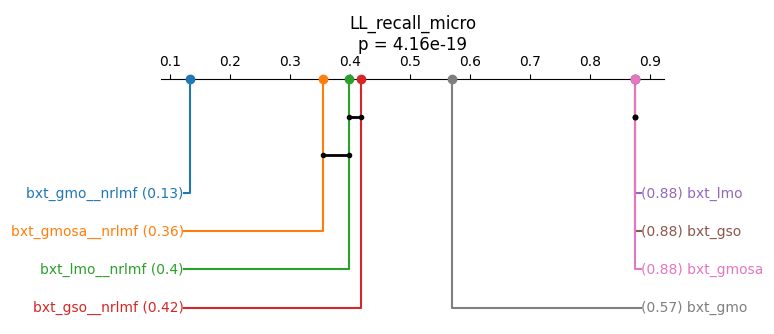 LL_recall_micro
p = 4.16e-19
0.1 0.2 0.3 0.4 0.5 0.6 0.7 0.8 0.9
bxt_gmo__nrlmf (0.13) (0.88) bxt_lmo
bxt_gmosa__nrlmf (0.36) (0.88) bxt_gso
bxt_lmo__nrlmf (0.4) (0.88) bxt_gmosa
bxt_gso__nrlmf (0.42) (0.57) bxt_gmo